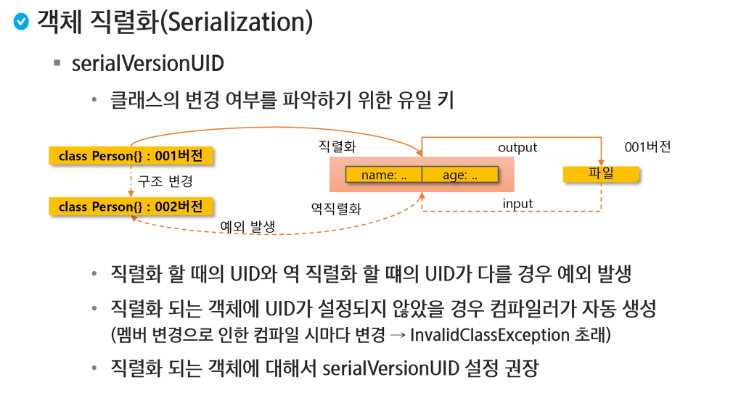 객체 직렬화(Serialization)
serialVersionUID
클래스의 변경 여부를 파악하기 위한 유일 키
class Person{} : 001버전
구조 변경
class Person{} : 002버전
예외 발생
직렬화
name: .. age: ..
역직렬화
output
input
001버전
파일
직렬화 할 때의 UID와 역 직렬화 할 떄의 UID가 다를 경우 예외 발생
직렬화 되는 객체에 UID가 설정되지 않았을 경우 컴파일러가 자동 생성
(멤버 변경으로 인한 컴파일 시마다 변경 → InvalidClassException 초래)
직렬화 되는 객체에 대해서 serialVersionUID 설정 권장